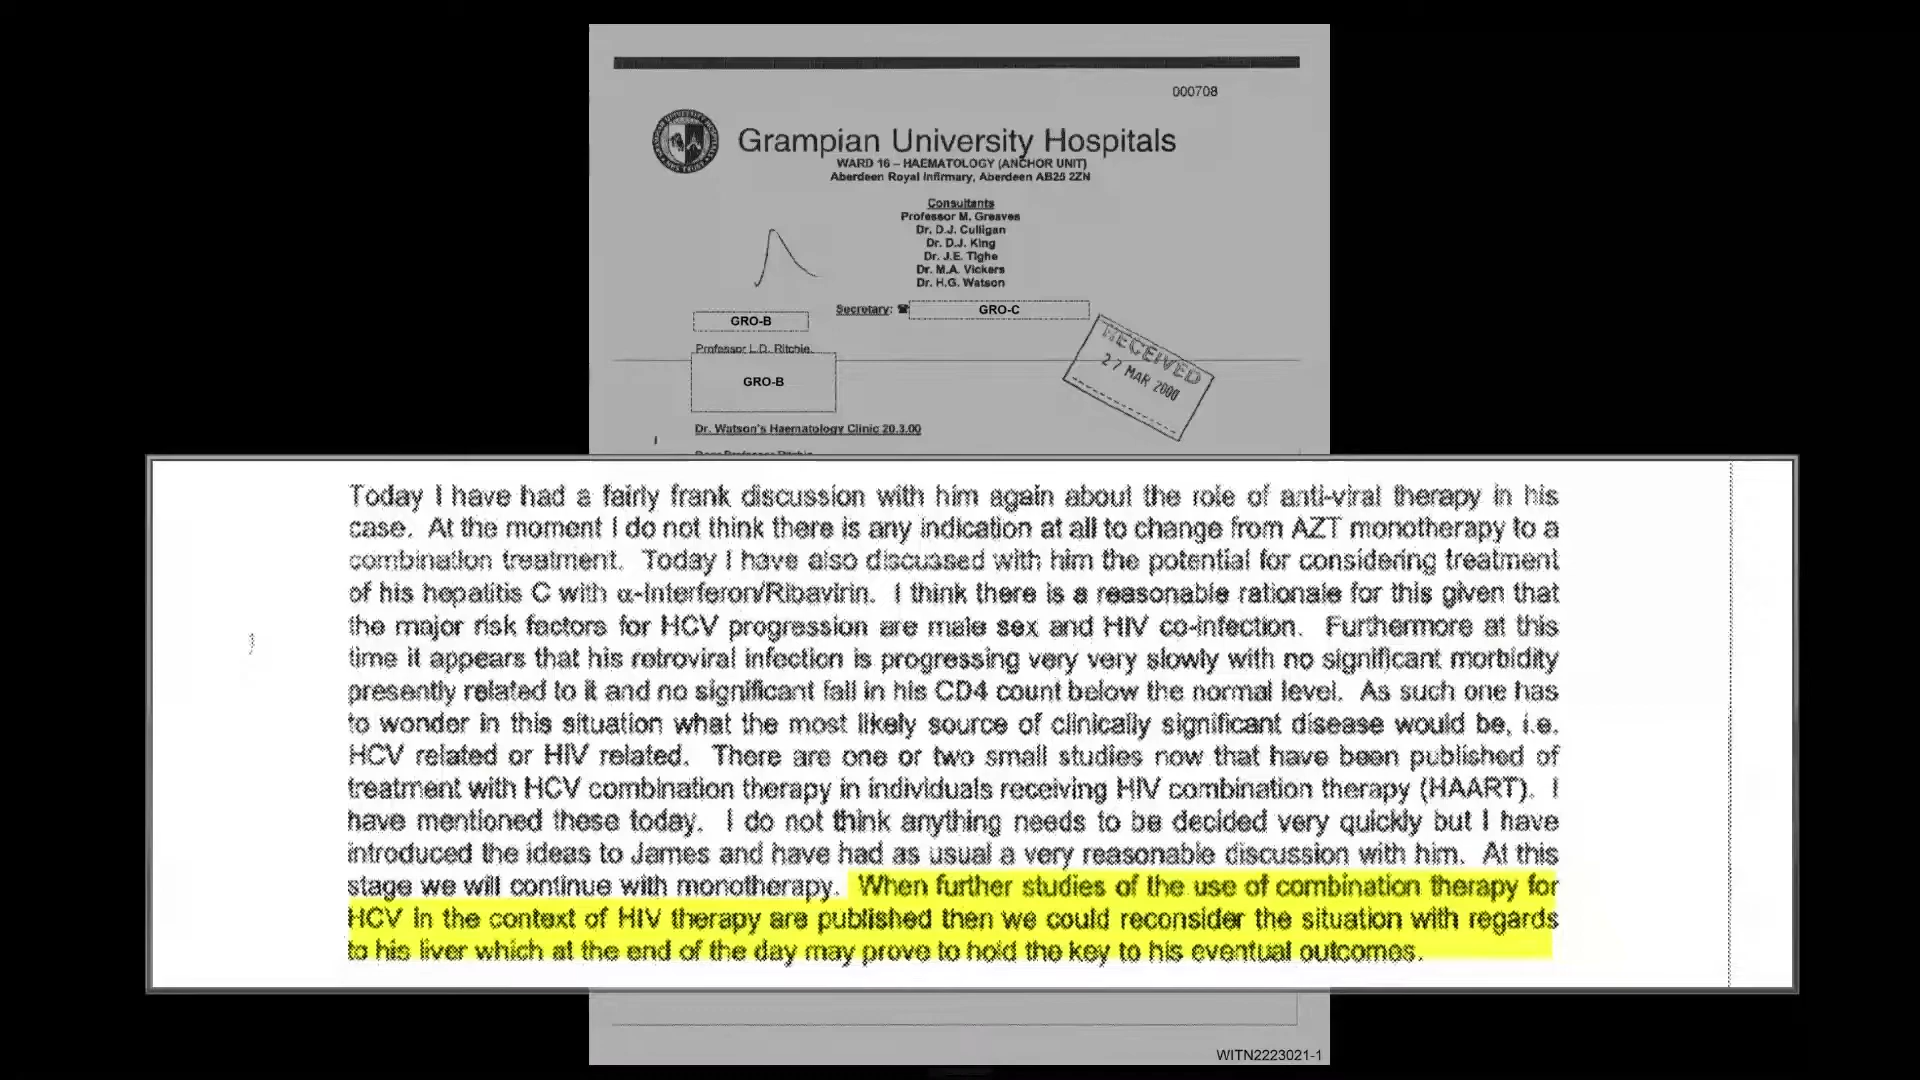 000708
Grampian University Hospitals
WARD 16 – HAEMATOLOGY (ANCHOR UNIT)
Aberdeen Royal Infirmary, Aberdeen AB25 2ZN
Consultants
Professor M. Greaves
Dr. D.J. Culligan
Dr. D.J. King
Dr. J.E. Tighe
Dr. M.A. Vickers
Dr. H.G. Watson
Secretary: ☎ GRO-C
GRO-B
Professor L.D. Ritchie,
GRO-B
RECEIVED
27 MAR 2000
Dr. Watson's Haematology Clinic 20.3.00
Dear Professor Ritchie
Today I have had a fairly frank discussion with him again about the role of anti-viral therapy in his
case. At the moment I do not think there is any indication at all to change from AZT monotherapy to a
combination treatment. Today I have also discussed with him the potential for considering treatment
of his hepatitis C with α-Interferon/Ribavirin. I think there is a reasonable rationale for this given that
the major risk factors for HCV progression are male sex and HIV co-infection. Furthermore at this
time it appears that his retroviral infection is progressing very very slowly with no significant morbidity
presently related to it and no significant fall in his CD4 count below the normal level. As such one has
to wonder in this situation what the most likely source of clinically significant disease would be, i.e.
HCV related or HIV related. There are one or two small studies now that have been published of
treatment with HCV combination therapy in individuals receiving HIV combination therapy (HAART). I
have mentioned these today. I do not think anything needs to be decided very quickly but I have
introduced the ideas to James and have had as usual a very reasonable discussion with him. At this
stage we will continue with monotherapy. When further studies of the use of combination therapy for
HCV in the context of HIV therapy are published then we could reconsider the situation with regards
to his liver which at the end of the day may prove to hold the key to his eventual outcomes.
WITN2223021-1